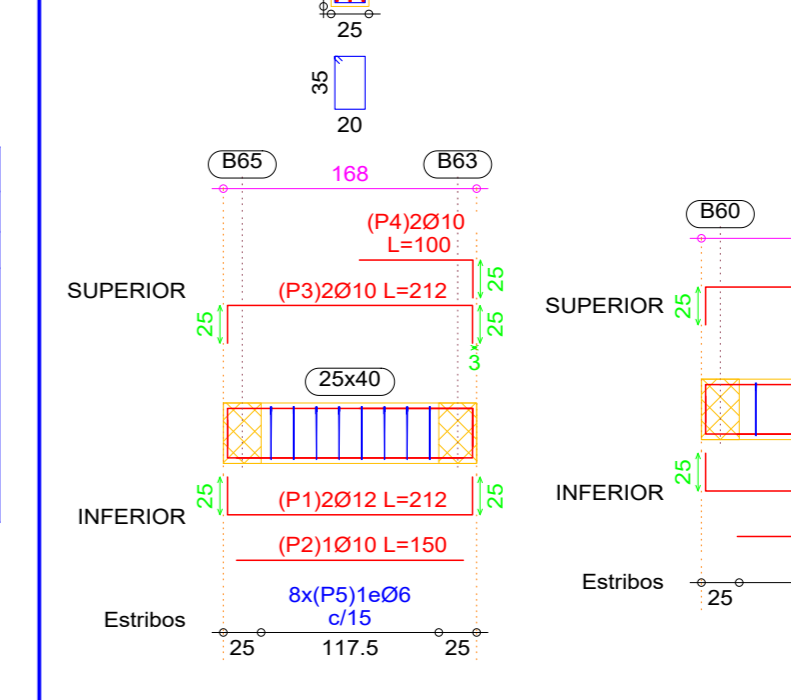 25
35
20
B65
B63
168
(P4)2Ø10
L=100
25
SUPERIOR
(P3)2Ø10 L=212
25
25
3
25x40
INFERIOR
25
(P1)2Ø12 L=212
25
(P2)1Ø10 L=150
8x(P5)1eØ6
c/15
Estribos
25
117.5
25
B60
SUPERIOR
25
INFERIOR
25
Estribos
25